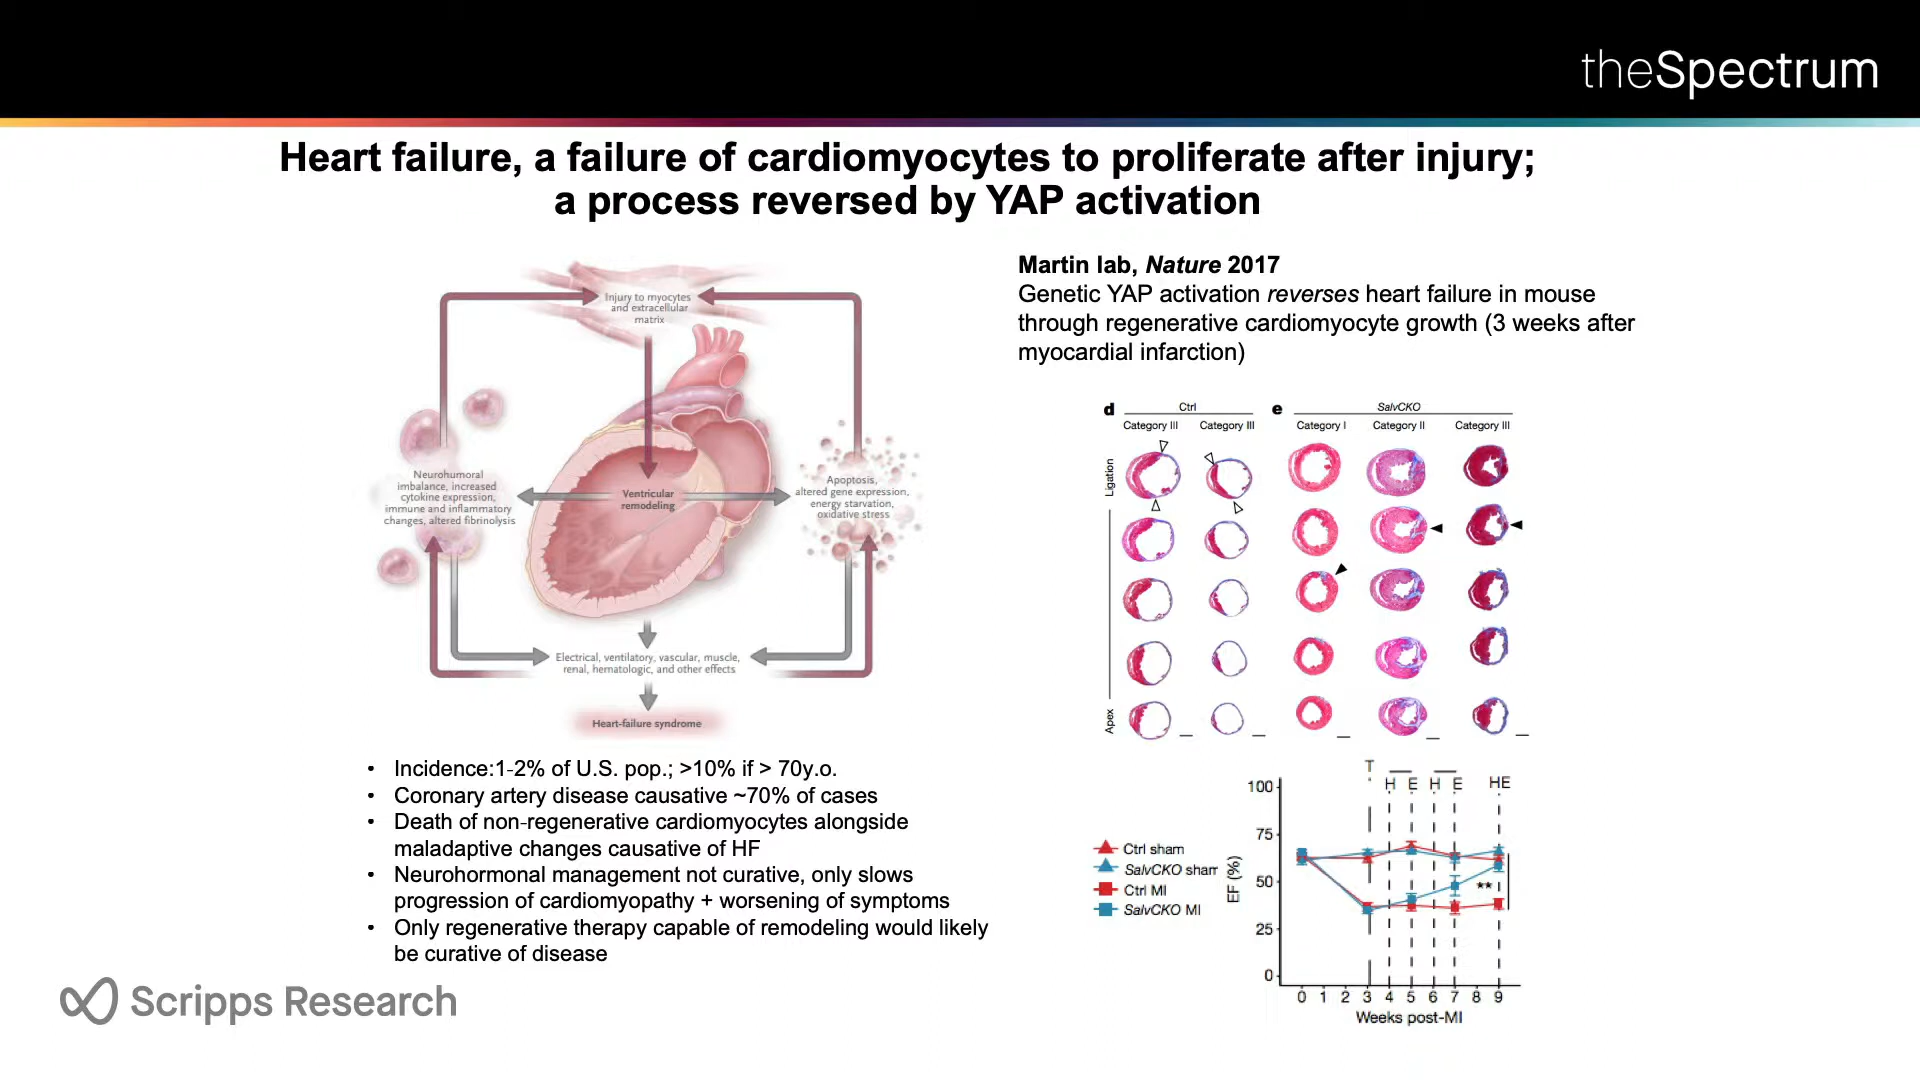 theSpectrum
Heart failure, a failure of cardiomyocytes to proliferate after injury;
a process reversed by YAP activation
Injury to myocytes
and extracellular
matrix
Neurohumoral
imbalance, increased
cytokine expression,
immune and inflammatory
changes, altered fibrinolysis
Ventricular
remodeling
Apoptosis,
altered gene expression,
energy starvation,
oxidative stress
Electrical, ventilatory, vascular, muscle,
renal, hematologic, and other effects
Heart-failure syndrome
• Incidence:1-2% of U.S. pop.; >10% if > 70y.o.
• Coronary artery disease causative ~70% of cases
• Death of non-regenerative cardiomyocytes alongside
maladaptive changes causative of HF
• Neurohormonal management not curative, only slows
progression of cardiomyopathy + worsening of symptoms
• Only regenerative therapy capable of remodeling would likely
be curative of disease
Martin lab, Nature 2017
Genetic YAP activation reverses heart failure in mouse
through regenerative cardiomyocyte growth (3 weeks after
myocardial infarction)
d Ctrl e SalvCKO
Category III Category III Category I Category II Category III
Ligation
Apex
T
H E H E HE
100
75
50
25
0
EF (%)
**
0 1 2 3 4 5 6 7 8 9
Weeks post-MI
Ctrl sham
SalvCKO sham
Ctrl MI
SalvCKO MI
Scripps Research